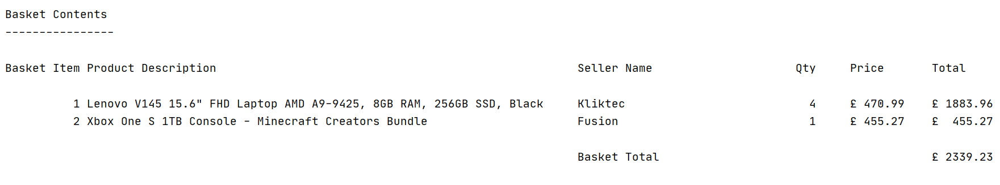 Basket Contents
----------------
Basket Item Product Description Seller Name Qty Price Total
1 Lenovo V145 15.6" FHD Laptop AMD A9-9425, 8GB RAM, 256GB SSD, Black Kliktec 4 £ 470.99 £ 1883.96
2 Xbox One S 1TB Console - Minecraft Creators Bundle Fusion 1 £ 455.27 £ 455.27
Basket Total £ 2339.23